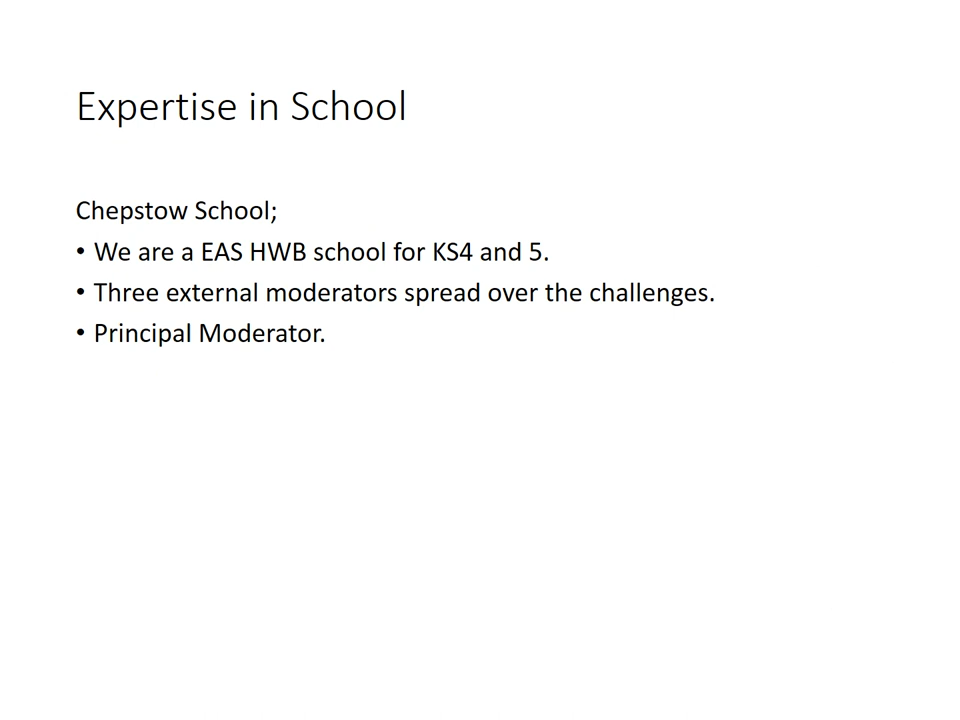 Expertise in School
Chepstow School;
• We are a EAS HWB school for KS4 and 5.
• Three external moderators spread over the challenges.
• Principal Moderator.